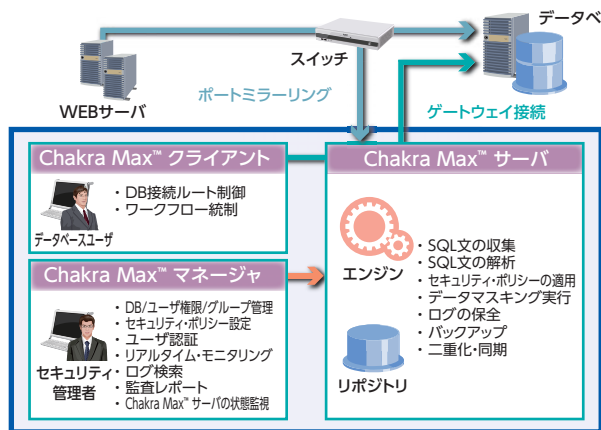 データベ
スイッチ
WEBサーバ
ポートミラーリング
ゲートウェイ接続
Chakra Max™ クライアント
・DB接続ルート制御
・ワークフロー統制
データベースユーザ
Chakra Max™ マネージャ
・DB/ユーザ権限/グループ管理
・セキュリティ・ポリシー設定
・ユーザ認証
・リアルタイム・モニタリング
・ログ検索
・監査レポート
・Chakra Max™ サーバの状態監視
セキュリティ
管理者
Chakra Max™ サーバ
エンジン
・SQL文の収集
・SQL文の解析
・セキュリティ・ポリシーの適用
・データマスキング実行
・ログの保全
・バックアップ
・二重化・同期
リポジトリ